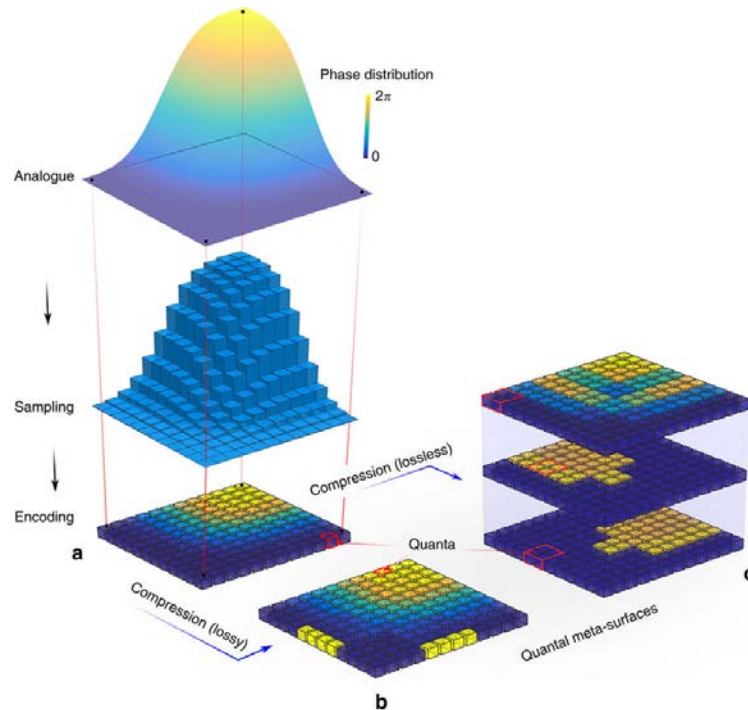 Phase distribution
2π
0
Analogue
Sampling
Compression (lossless)
Encoding
a
Quanta
c
Compression (lossy)
Quantal meta-surfaces
b